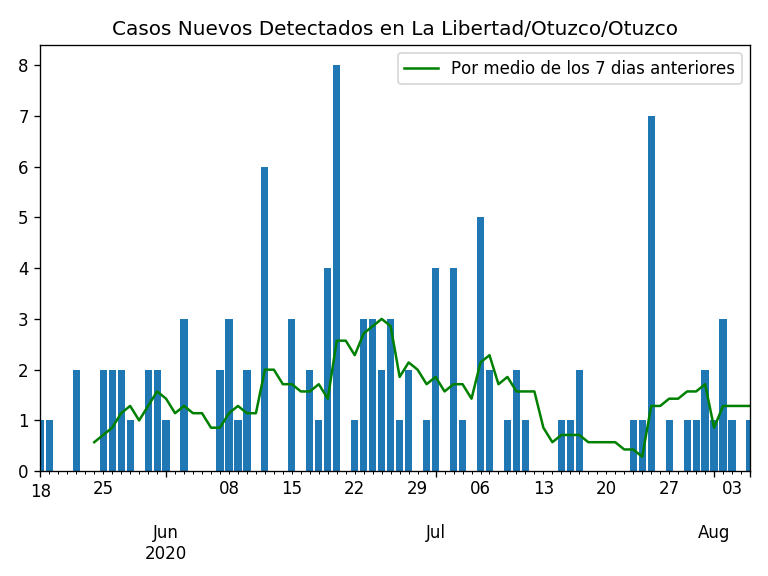 Casos Nuevos Detectados en La Libertad/Otuzco/Otuzco
Por medio de los 7 dias anteriores
8
7
6
5
4
3
2
1
0
18 25 08 15 22 29 06 13 20 27 03
Jun Jul Aug
2020